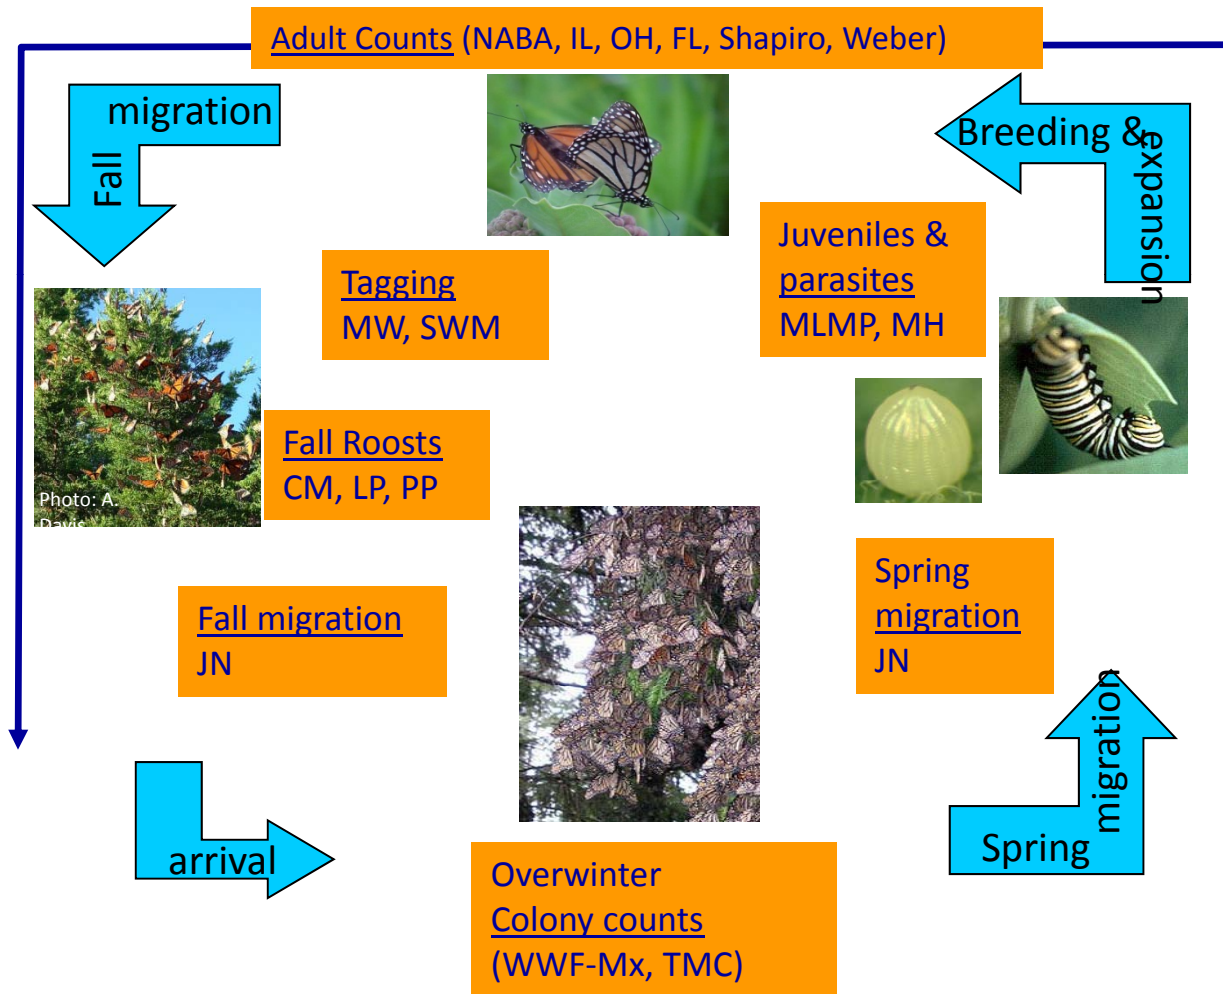 Adult Counts (NABA, IL, OH, FL, Shapiro, Weber)
migration
Fall
Breeding &
expansion
Juveniles &
parasites
MLMP, MH
Tagging
MW, SWM
Fall Roosts
CM, LP, PP
Photo: A.
Davis
Spring
migration
JN
Fall migration
JN
migration
Spring
arrival
Overwinter
Colony counts
(WWF-Mx, TMC)